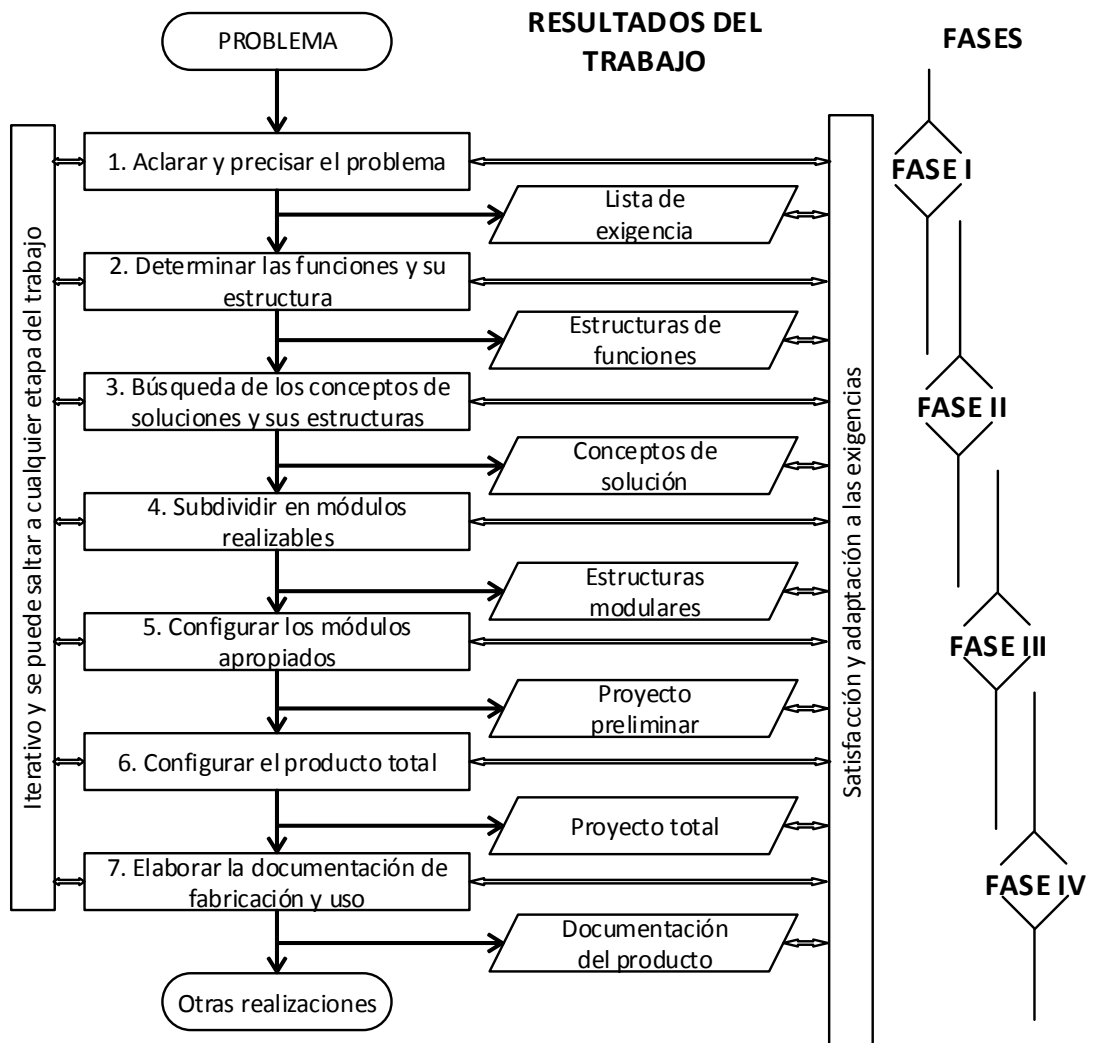 PROBLEMA
RESULTADOS DEL
TRABAJO
FASES
Iterativo y se puede saltar a cualquier etapa del trabajo
1. Aclarar y precisar el problema
Lista de
exigencia
2. Determinar las funciones y su
estructura
Estructuras de
funciones
3. Búsqueda de los conceptos de
soluciones y sus estructuras
Conceptos de
solución
4. Subdividir en módulos
realizables
Estructuras
modulares
5. Configurar los módulos
apropiados
Proyecto
preliminar
6. Configurar el producto total
Proyecto total
7. Elaborar la documentación de
fabricación y uso
Documentación
del producto
Otras realizaciones
Satisfacción y adaptación a las exigencias
FASE I
FASE II
FASE III
FASE IV